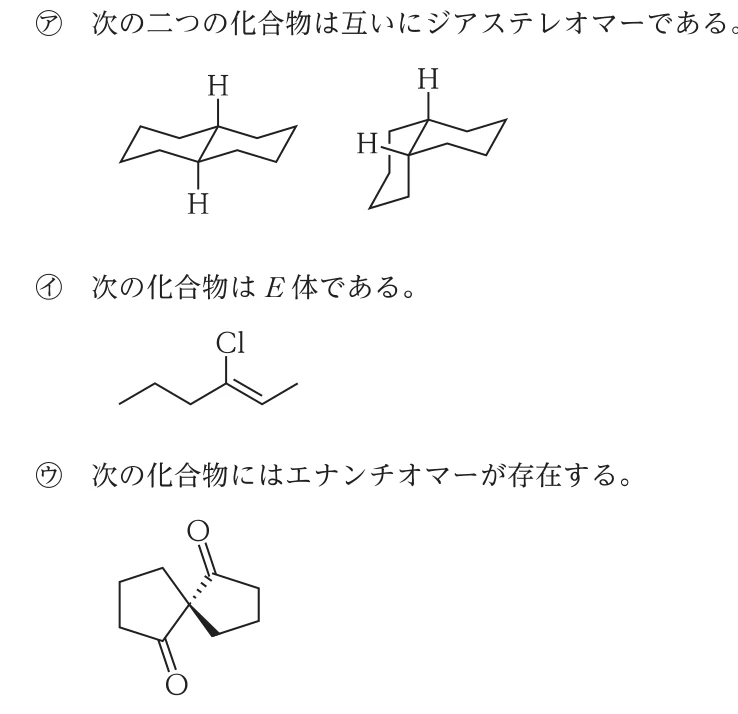 ㋐ 次の二つの化合物は互いにジアステレオマーである。
H
H
H
H
㋑ 次の化合物は E 体である。
Cl
㋒ 次の化合物にはエナンチオマーが存在する。
O
O